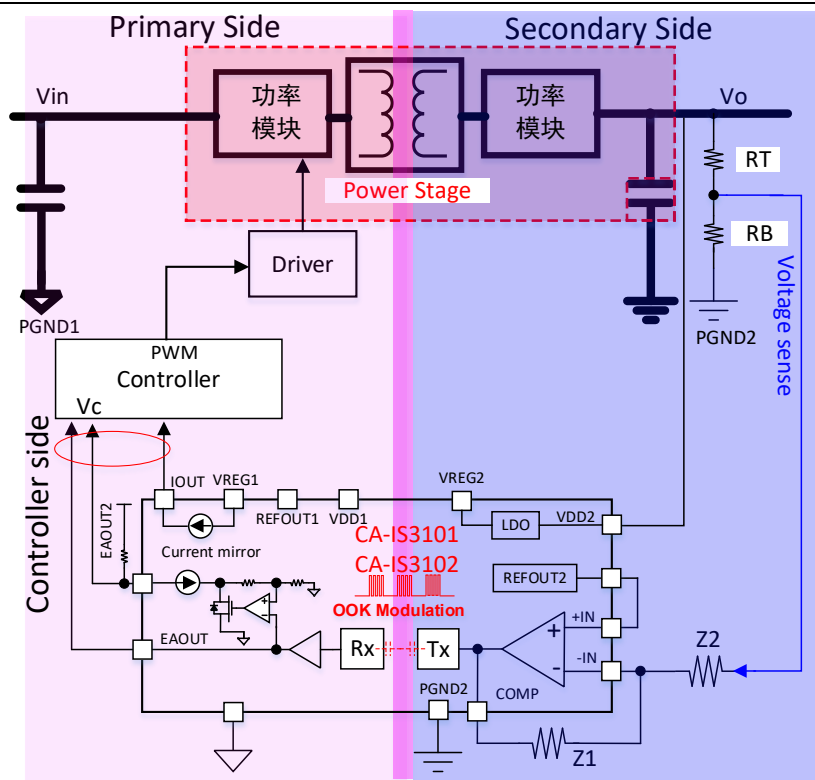 Primary Side
Secondary Side
Vin
功率
模块
功率
模块
Vo
RT
Power Stage
RB
Driver
PGND1
PGND2
Voltage sense
PWM
Controller
Vc
Controller side
IOUT
VREG1
VREG2
EAOUT2
REFOUT1
VDD1
LDO
VDD2
CA-IS3101
Current mirror
CA-IS3102
REFOUT2
OOK Modulation
+IN
+
EAOUT
Rx
Tx
-
-IN
Z2
PGND2
COMP
Z1